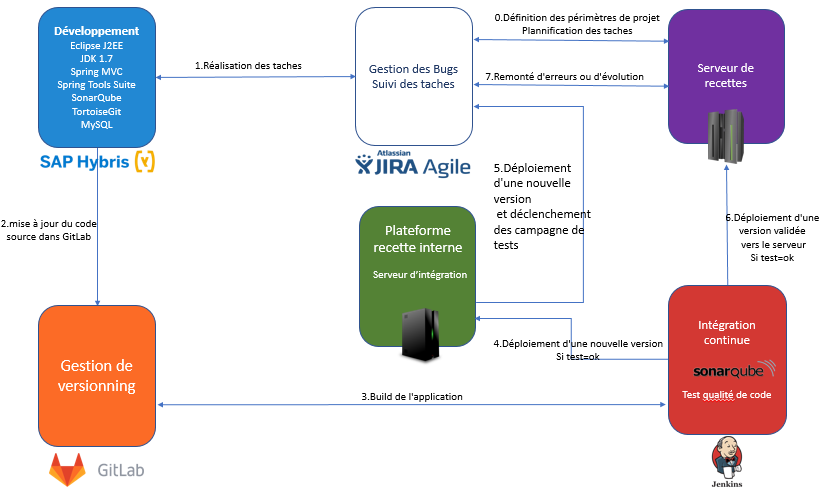 0.Définition des périmètres de projet
Plannification des taches
Développement
Eclipse J2EE
JDK 1.7
Spring MVC
Spring Tools Suite
SonarQube
TortoiseGit
MySQL
1.Réalisation des taches
Gestion des Bugs
Suivi des taches
7.Remonté d'erreurs ou d'évolution
Serveur de
recettes
SAP Hybris
Atlassian
JIRA Agile
5.Déploiement
d'une nouvelle
version
et déclenchement
des campagne de
tests
2.mise à jour du code
source dans GitLab
Plateforme
recette interne
Serveur d'intégration
6.Déploiement d'une
version validée
vers le serveur
Si test=ok
Gestion de
versionning
4.Déploiement d'une nouvelle version
Si test=ok
Intégration
continue
sonarqube
Test qualité de code
3.Build de l'application
GitLab
Jenkins